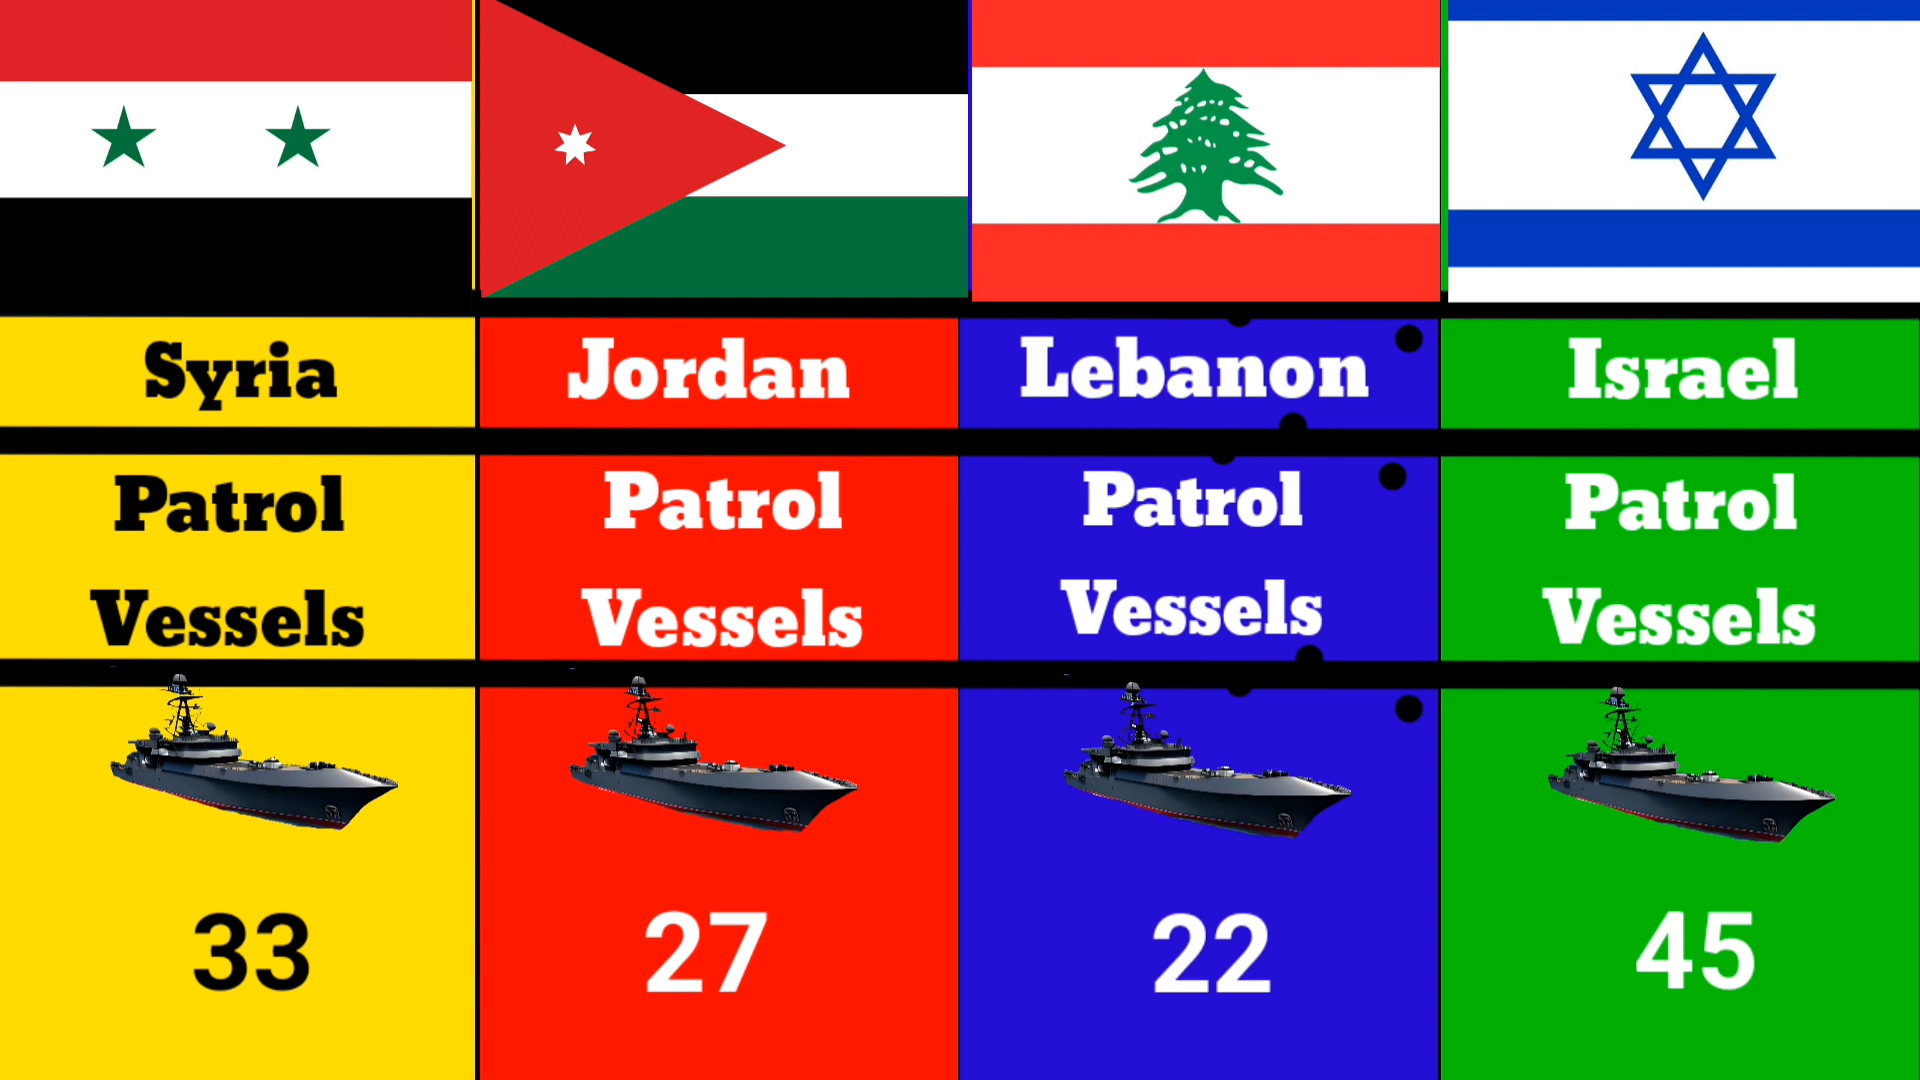 Syria
Jordan
Lebanon
Israel
Patrol
Vessels
Patrol
Vessels
Patrol
Vessels
Patrol
Vessels
33
27
22
45